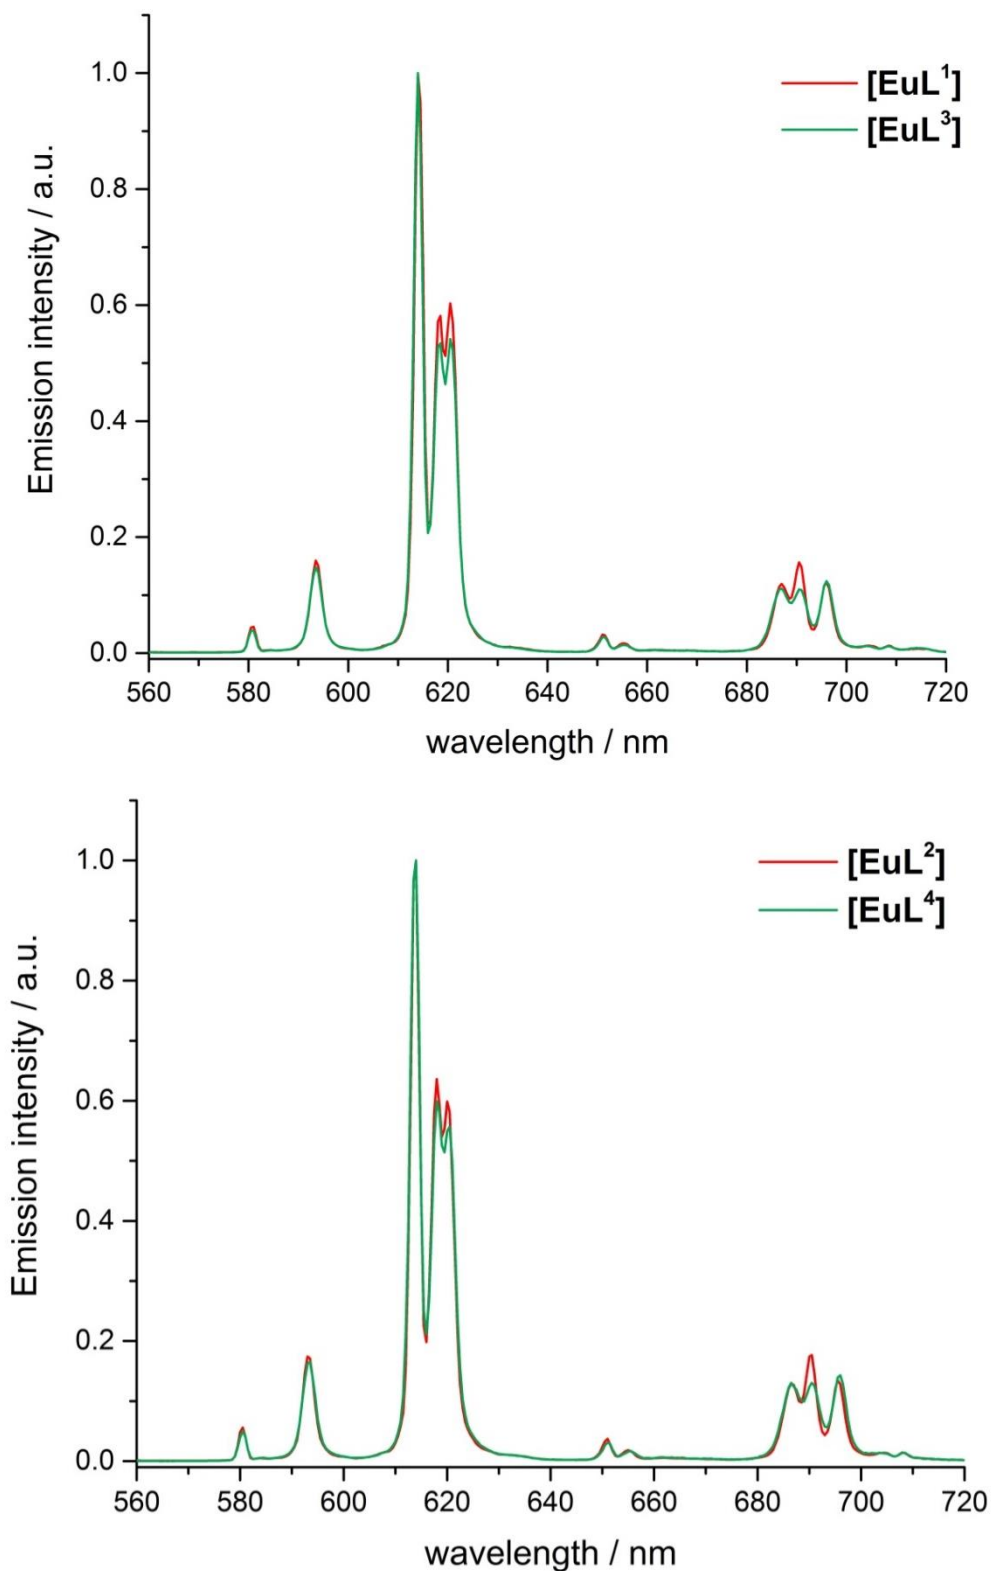 [EuL¹]
[EuL³]
Emission intensity / a.u.
1.0
0.8
0.6
0.4
0.2
0.0
560 580 600 620 640 660 680 700 720
wavelength / nm
[EuL²]
[EuL⁴]
Emission intensity / a.u.
1.0
0.8
0.6
0.4
0.2
0.0
560 580 600 620 640 660 680 700 720
wavelength / nm